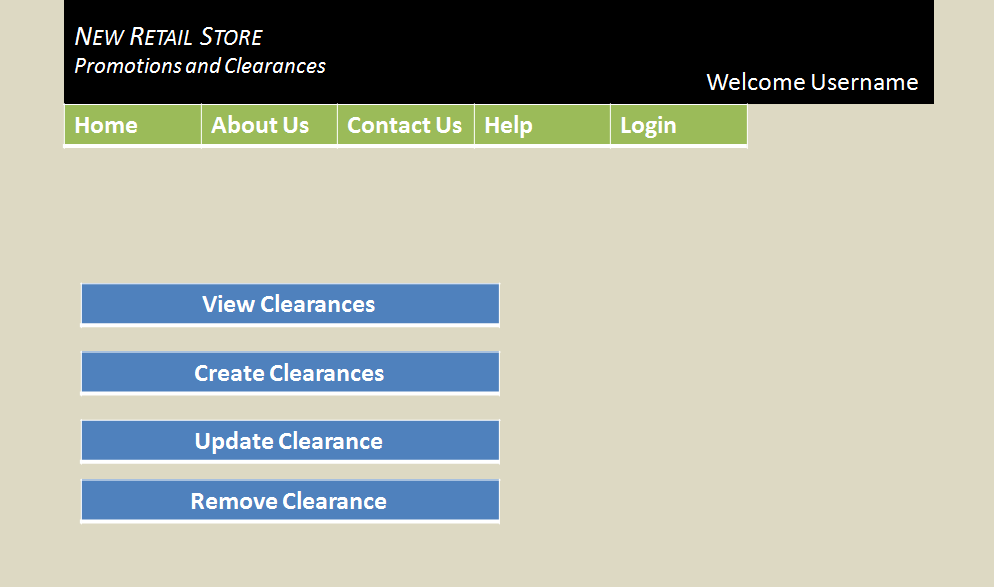 NEW RETAIL STORE
Promotions and Clearances
Welcome Username
Home About Us Contact Us Help Login
View Clearances
Create Clearances
Update Clearance
Remove Clearance